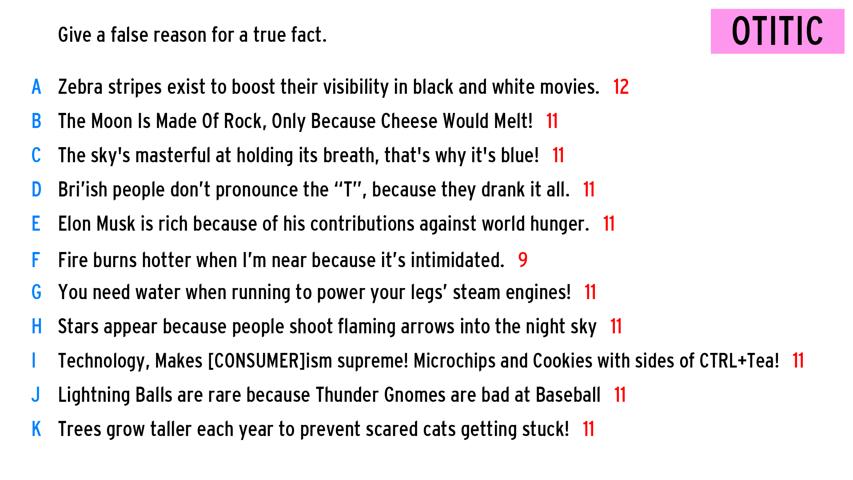 Give a false reason for a true fact.
OTITIC
A Zebra stripes exist to boost their visibility in black and white movies. 12
B The Moon Is Made Of Rock, Only Because Cheese Would Melt! 11
C The sky's masterful at holding its breath, that's why it's blue! 11
D Bri’ish people don’t pronounce the “T”, because they drank it all. 11
E Elon Musk is rich because of his contributions against world hunger. 11
F Fire burns hotter when I’m near because it’s intimidated. 9
G You need water when running to power your legs’ steam engines! 11
H Stars appear because people shoot flaming arrows into the night sky 11
I Technology, Makes [CONSUMER]ism supreme! Microchips and Cookies with sides of CTRL+Tea! 11
J Lightning Balls are rare because Thunder Gnomes are bad at Baseball 11
K Trees grow taller each year to prevent scared cats getting stuck! 11